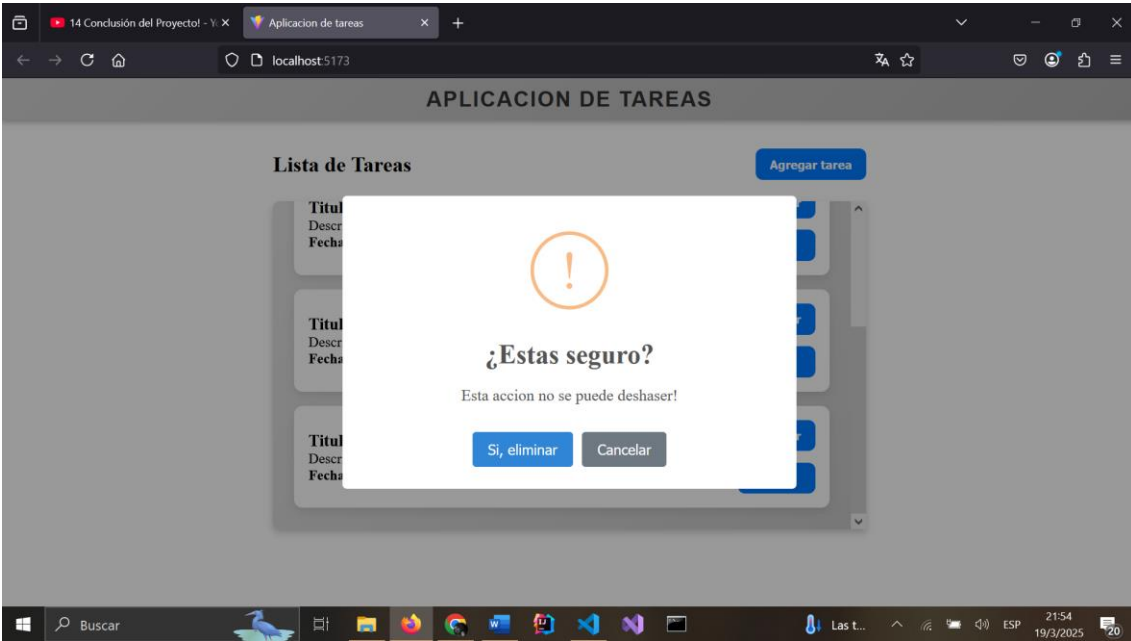 14 Conclusión del Proyecto! - Yo
Aplicacion de tareas
localhost:5173
APLICACION DE TAREAS
Lista de Tareas
Agregar tarea
Titul
Descr
Fecha
Titul
Descr
Fecha
Titul
Descr
Fecha
¿Estas seguro?
Esta accion no se puede deshaser!
Si, eliminar
Cancelar
Buscar
Las t...
ESP
21:54
19/3/2025
20